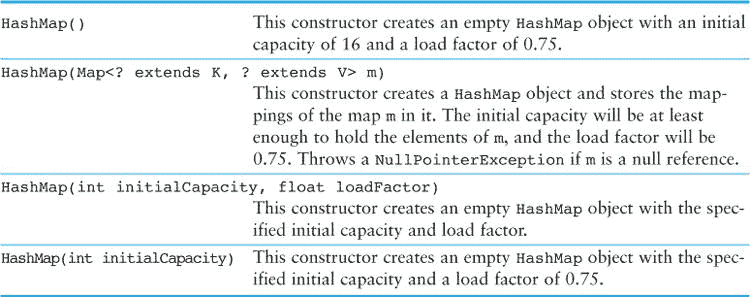 HashMap() This constructor creates an empty HashMap object with an initial
capacity of 16 and a load factor of 0.75.
HashMap(Map<? extends K, ? extends V> m)
This constructor creates a HashMap object and stores the map-
pings of the map m in it. The initial capacity will be at least
enough to hold the elements of m, and the load factor will be
0.75. Throws a NullPointerException if m is a null reference.
HashMap(int initialCapacity, float loadFactor)
This constructor creates an empty HashMap object with the spec-
ified initial capacity and load factor.
HashMap(int initialCapacity) This constructor creates an empty HashMap object with the spec-
ified initial capacity and a load factor of 0.75.